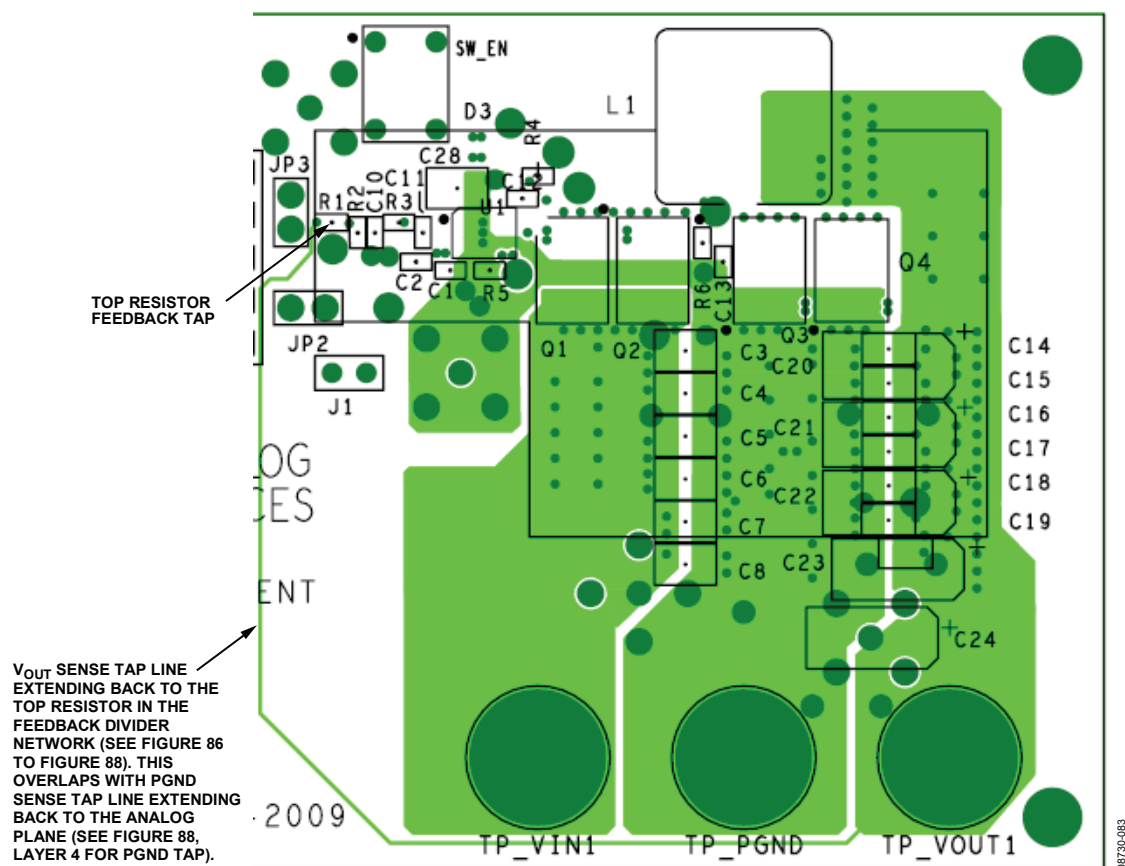 SW_EN
D3
L1
R4
C28
JP3
C11
U1
R1
R2
C10
R3
C2
C1
R5
R6
C13
Q4
TOP RESISTOR
FEEDBACK TAP
JP2
J1
Q1
Q2
Q3
C3
C20
C14
C4
C15
C16
C5
C21
C17
C6
C22
C18
C7
C19
C8
C23
C24
OG
CES
ENT
VOUT SENSE TAP LINE
EXTENDING BACK TO THE
TOP RESISTOR IN THE
FEEDBACK DIVIDER
NETWORK (SEE FIGURE 86
TO FIGURE 88). THIS
OVERLAPS WITH PGND
SENSE TAP LINE EXTENDING
BACK TO THE ANALOG
PLANE (SEE FIGURE 88,
LAYER 4 FOR PGND TAP).
-2009
TP_VIN1
TP_PGND
TP_VOUT1
08730-083